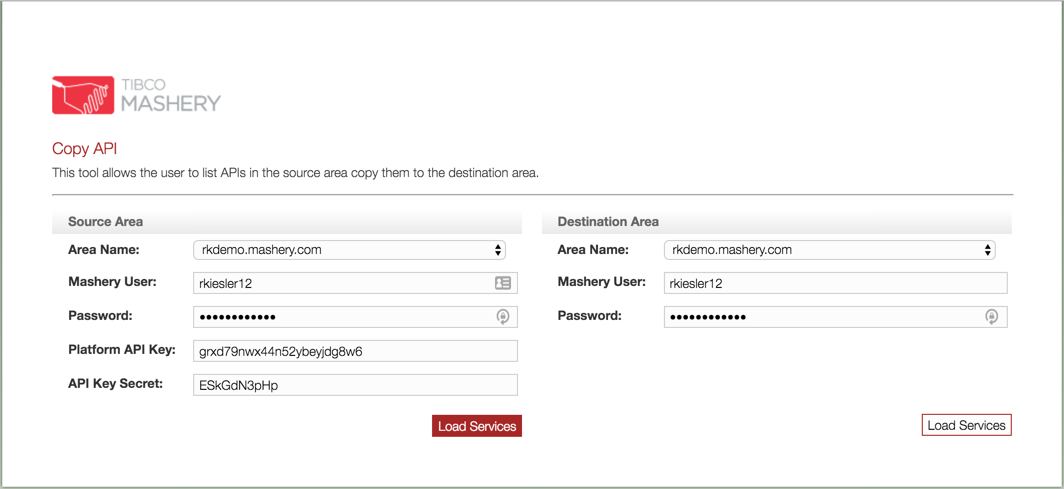 TIBCO
MASHERY
Copy API
This tool allows the user to list APIs in the source area copy them to the destination area.
Source Area
Area Name: rkdemo.mashery.com
Mashery User: rkiesler12
Password: ••••••••••••
Platform API Key: grxd79nwx44n52ybeyjdg8w6
API Key Secret: ESkGdN3pHp
Load Services
Destination Area
Area Name: rkdemo.mashery.com
Mashery User: rkiesler12
Password: ••••••••••••
Load Services